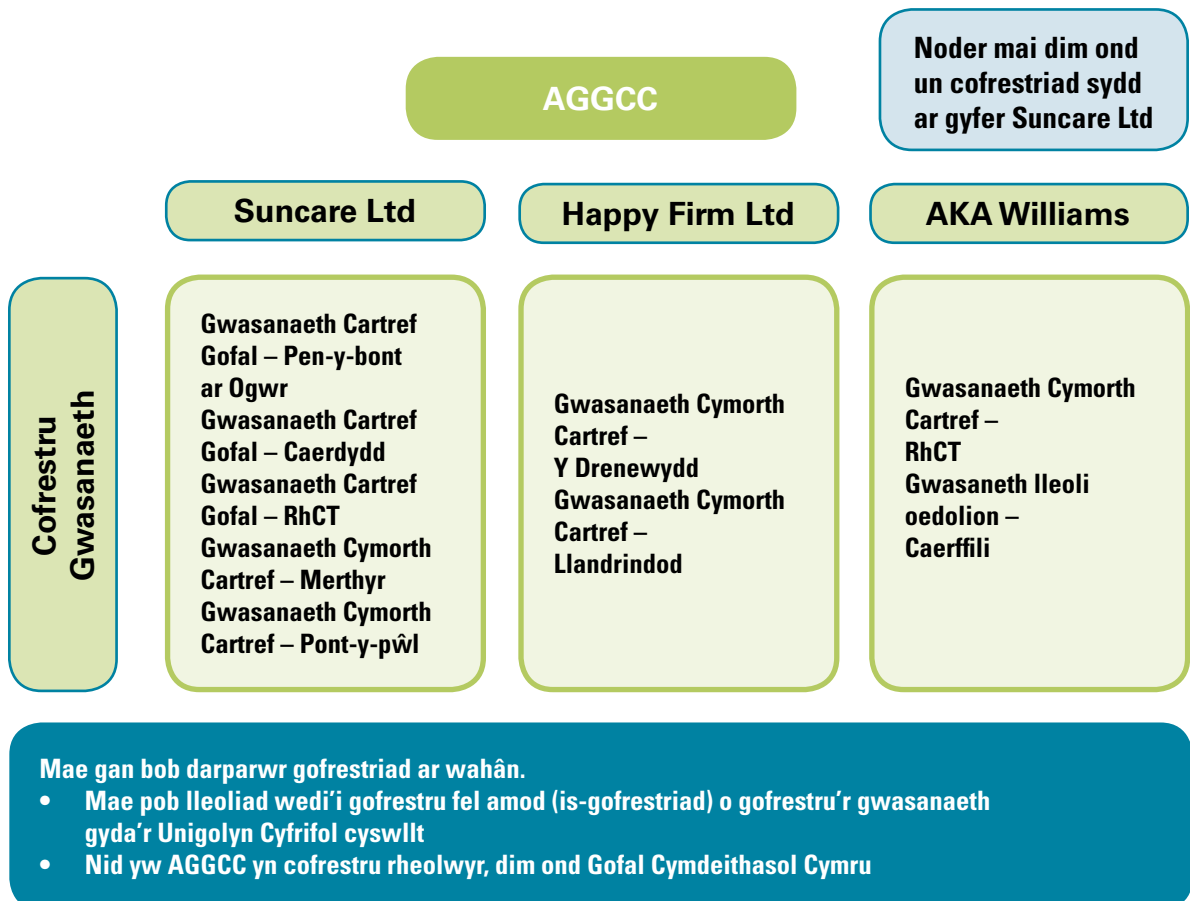 AGGCC
Noder mai dim ond
un cofrestriad sydd
ar gyfer Suncare Ltd
Suncare Ltd
Happy Firm Ltd
AKA Williams
Cofrestru
Gwasanaeth
Gwasanaeth Cartref
Gofal – Pen-y-bont
ar Ogwr
Gwasanaeth Cartref
Gofal – Caerdydd
Gwasanaeth Cartref
Gofal – RhCT
Gwasanaeth Cymorth
Cartref – Merthyr
Gwasanaeth Cymorth
Cartref – Pont-y-pŵl
Gwasanaeth Cymorth
Cartref –
Y Drenewydd
Gwasanaeth Cymorth
Cartref –
Llandrindod
Gwasanaeth Cymorth
Cartref –
RhCT
Gwasaneth lleoli
oedolion –
Caerffili
Mae gan bob darparwr gofrestriad ar wahân.
• Mae pob lleoliad wedi'i gofrestru fel amod (is-gofrestriad) o gofrestru'r gwasanaeth
gyda'r Unigolyn Cyfrifol cyswllt
• Nid yw AGGCC yn cofrestru rheolwyr, dim ond Gofal Cymdeithasol Cymru